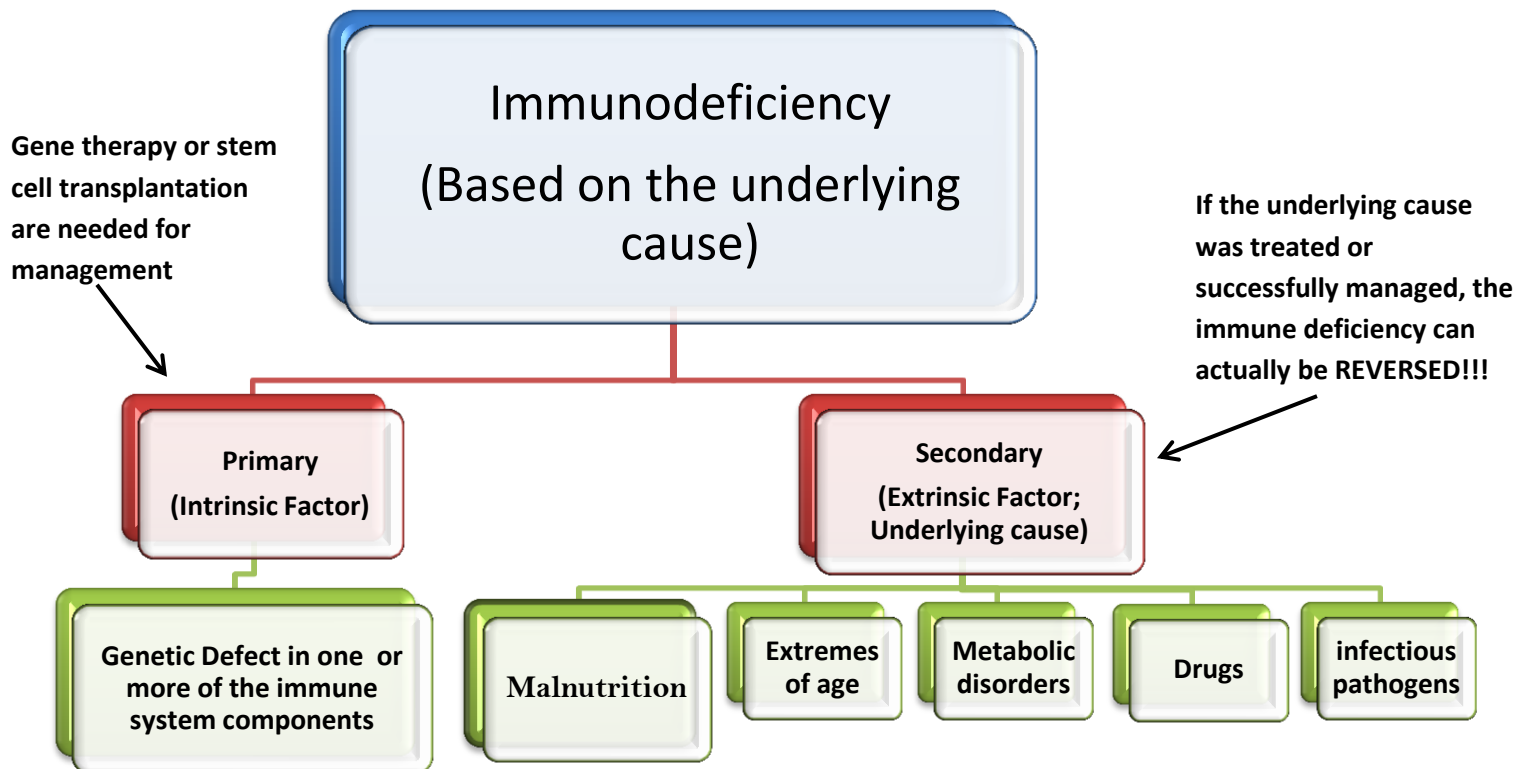 Immunodeficiency
(Based on the underlying
cause)
Gene therapy or stem
cell transplantation
are needed for
management
If the underlying cause
was treated or
successfully managed, the
immune deficiency can
actually be REVERSED!!!
Primary
(Intrinsic Factor)
Secondary
(Extrinsic Factor;
Underlying cause)
Genetic Defect in one or
more of the immune
system components
Malnutrition
Extremes
of age
Metabolic
disorders
Drugs
infectious
pathogens